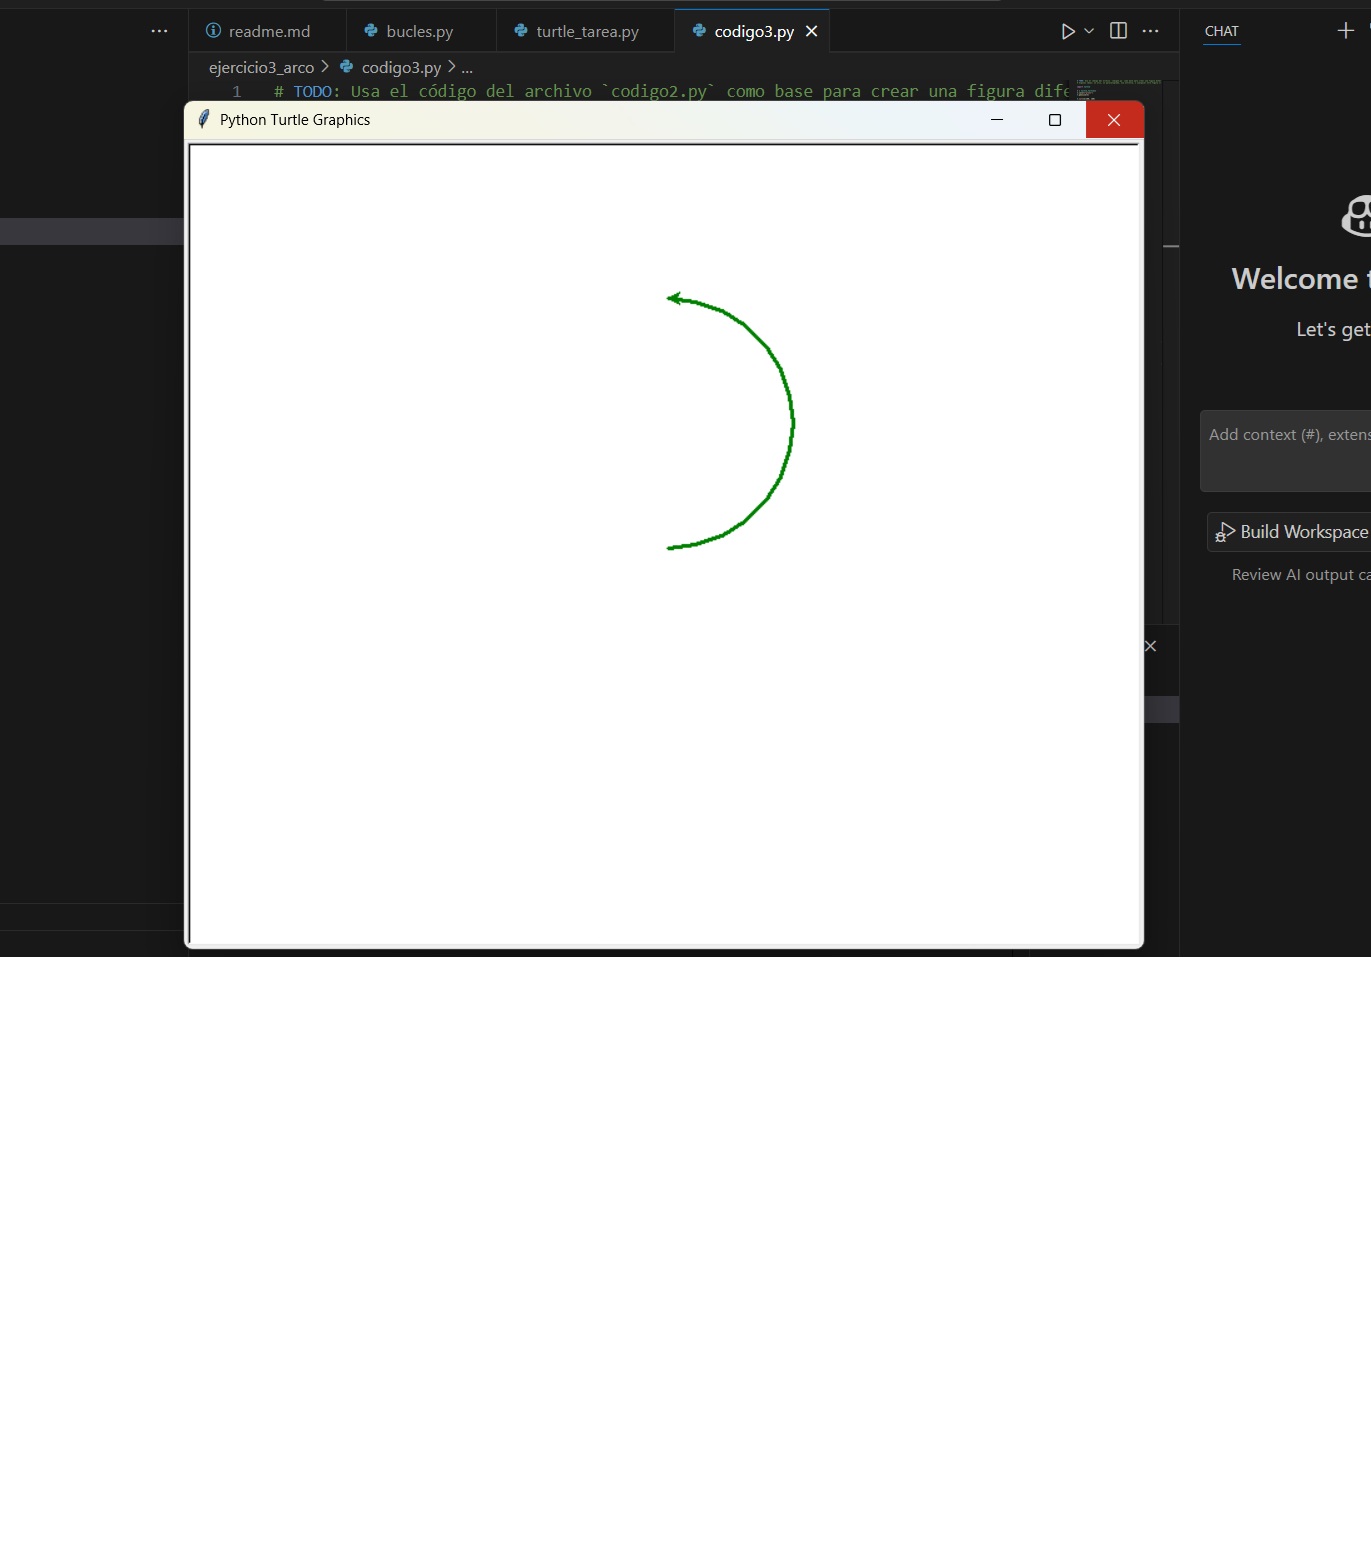 readme.md
bucles.py
turtle_tarea.py
codigo3.py
CHAT
ejercicio3_arco > codigo3.py > ...
1 # TODO: Usa el código del archivo `codigo2.py` como base para crear una figura dife
Python Turtle Graphics
Welcome t
Let's get
Add context (#), extens
Build Workspace
Review AI output ca